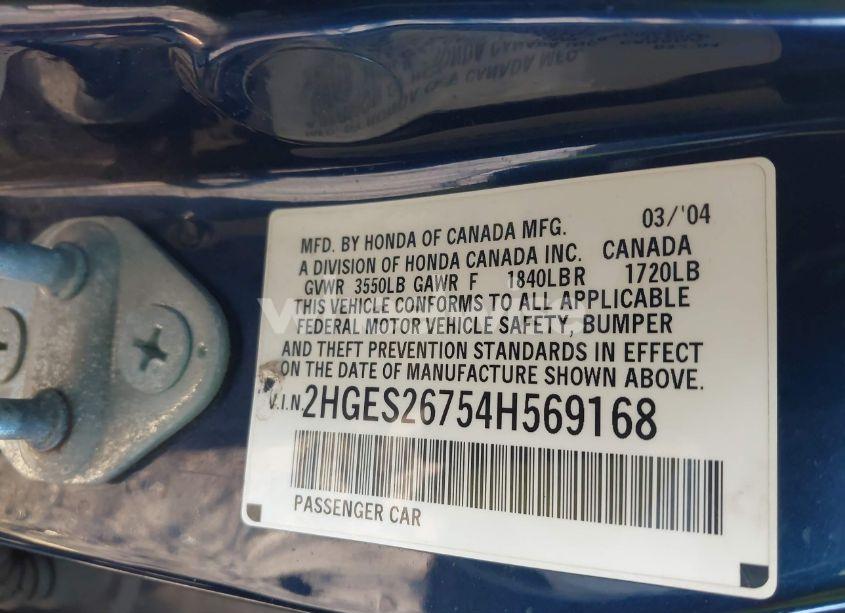 MFD. BY HONDA OF CANADA MFG. 03/'04
A DIVISION OF HONDA CANADA INC. CANADA
GVWR 3550LB GAWR F 1840LBR 1720LB
THIS VEHICLE CONFORMS TO ALL APPLICABLE
FEDERAL MOTOR VEHICLE SAFETY, BUMPER
AND THEFT PREVENTION STANDARDS IN EFFECT
ON THE DATE OF MANUFACTURE SHOWN ABOVE.
V.I.N. 2HGES26754H569168
PASSENGER CAR